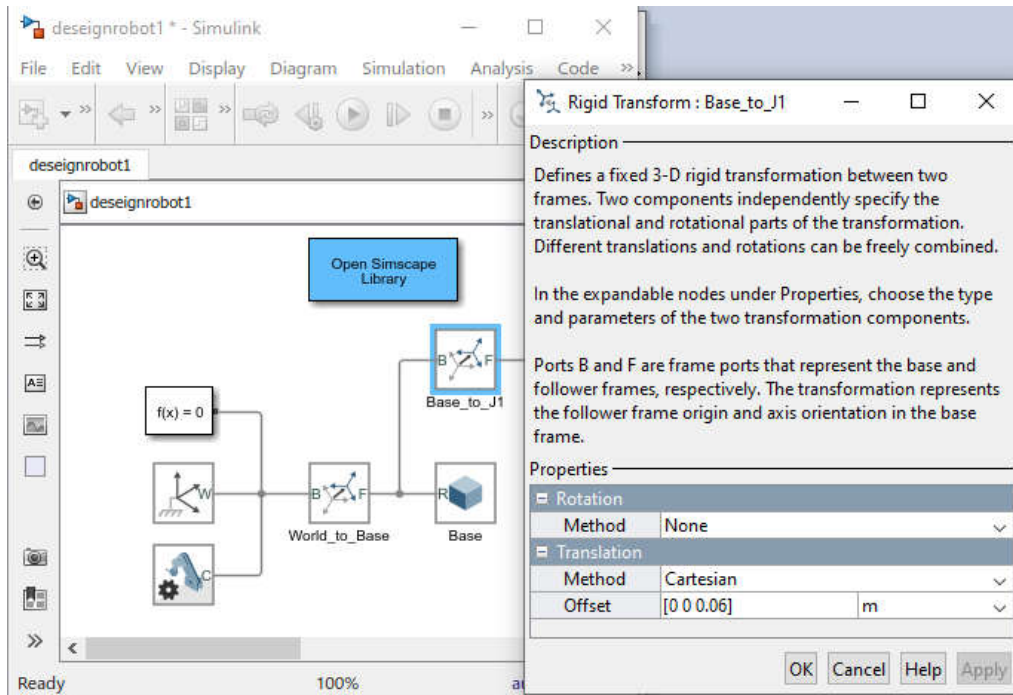 deseignrobot1 * - Simulink
File Edit View Display Diagram Simulation Analysis Code »
deseignrobot1
deseignrobot1
Open Simscape
Library
B F
Base_to_J1
f(x) = 0
W
B F
World_to_Base
R
Base
C
Ready 100%
Rigid Transform : Base_to_J1
Description
Defines a fixed 3-D rigid transformation between two
frames. Two components independently specify the
translational and rotational parts of the transformation.
Different translations and rotations can be freely combined.
In the expandable nodes under Properties, choose the type
and parameters of the two transformation components.
Ports B and F are frame ports that represent the base and
follower frames, respectively. The transformation represents
the follower frame origin and axis orientation in the base
frame.
Properties
Rotation
Method None
Translation
Method Cartesian
Offset [0 0 0.06] m
OK Cancel Help Apply